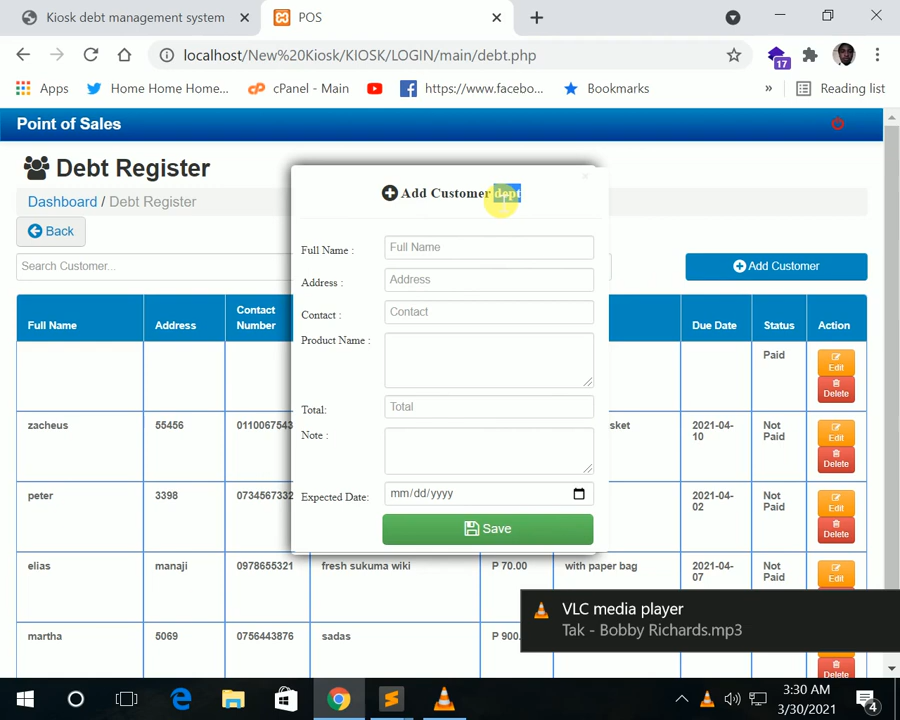 Kiosk debt management system
POS
localhost/New%20Kiosk/KIOSK/LOGIN/main/debt.php
17
Apps
Home Home Home...
cPanel - Main
https://www.facebo...
Bookmarks
»
Reading list
Point of Sales
Debt Register
Dashboard / Debt Register
Back
Search Customer...
Add Customer
Full Name
Address
Contact Number
Due Date
Status
Action
Paid
Edit
Delete
zacheus
55456
0110067543
sket
2021-04-10
Not Paid
Edit
Delete
peter
3398
0734567332
2021-04-02
Not Paid
Edit
Delete
elias
manaji
0978655321
fresh sukuma wiki
P 70.00
with paper bag
2021-04-07
Not Paid
Edit
martha
5069
0756443876
sadas
P 900.
Delete
Add Customer dept
×
Full Name :
Full Name
Address :
Address
Contact :
Contact
Product Name :
Total:
Total
Note :
Expected Date:
mm/dd/yyyy
Save
VLC media player
Tak - Bobby Richards.mp3
3:30 AM
3/30/2021
4